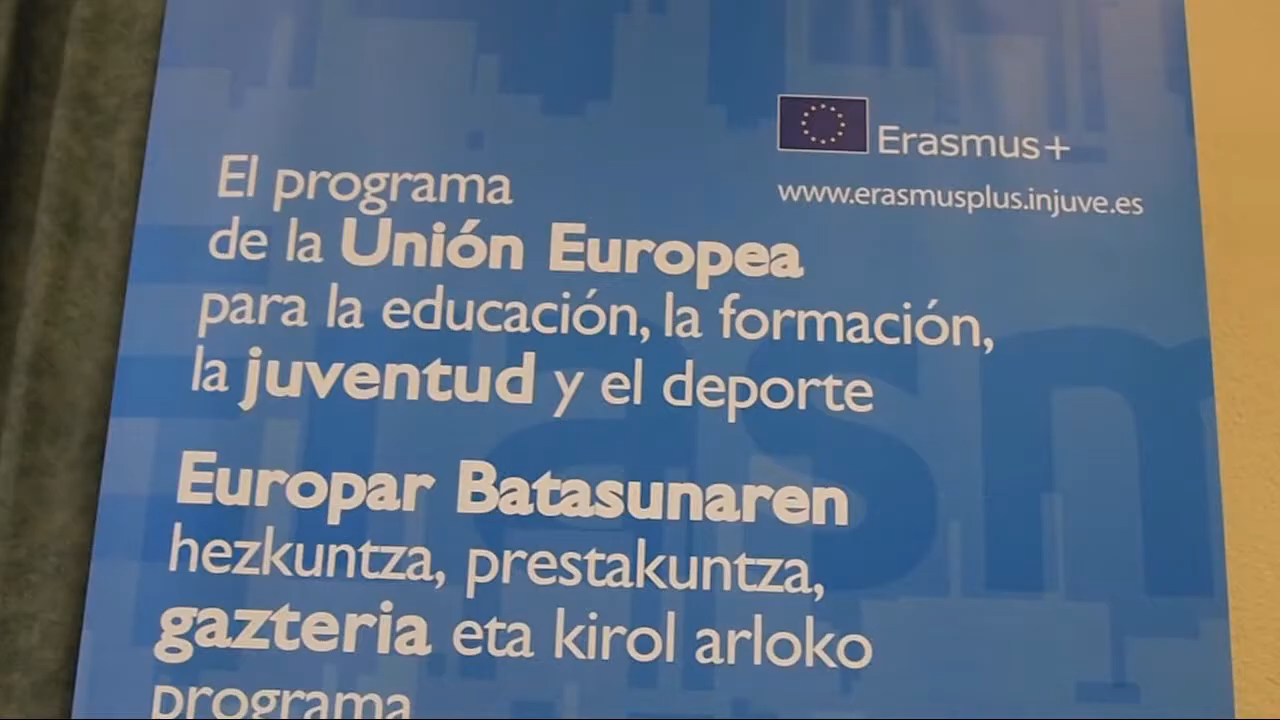 Erasmus+
www.erasmusplus.injuve.es
El programa
de la Unión Europea
para la educación, la formación,
la juventud y el deporte
Europar Batasunaren
hezkuntza, prestakuntza,
gazteria eta kirol arloko
programa